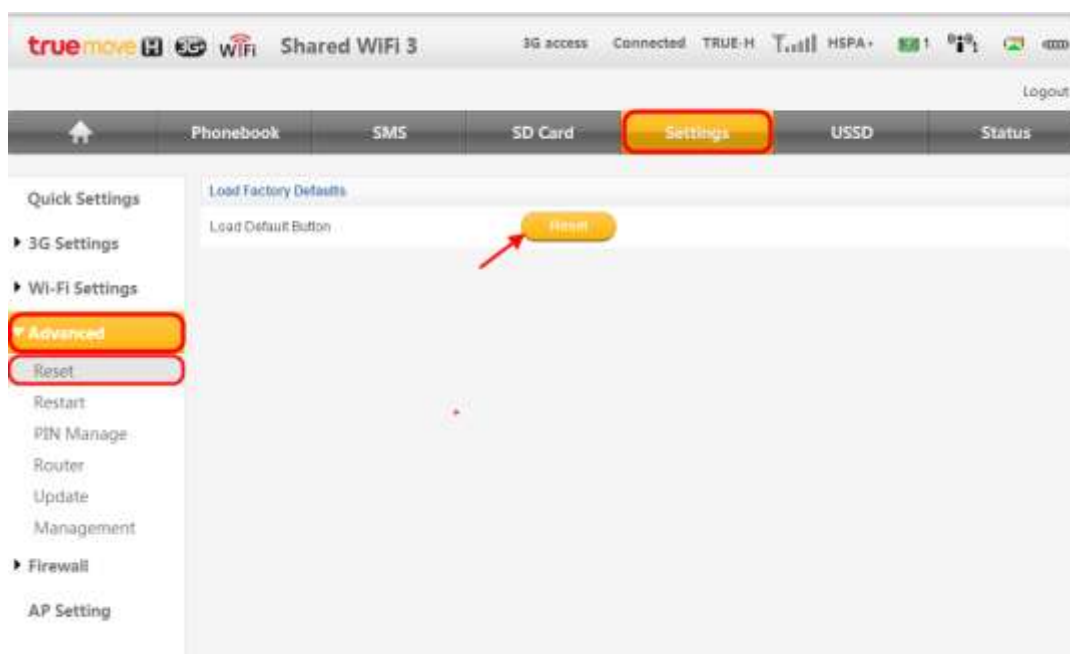 truemove H 3G+ WiFi Shared WiFi 3 3G access Connected TRUE-H HSPA+ 1 1
Logout
Phonebook SMS SD Card Settings USSD Status
Quick Settings
Load Factory Defaults
Load Default Button Reset
3G Settings
Wi-Fi Settings
Advanced
Reset
Restart
PIN Manage
Router
Update
Management
Firewall
AP Setting